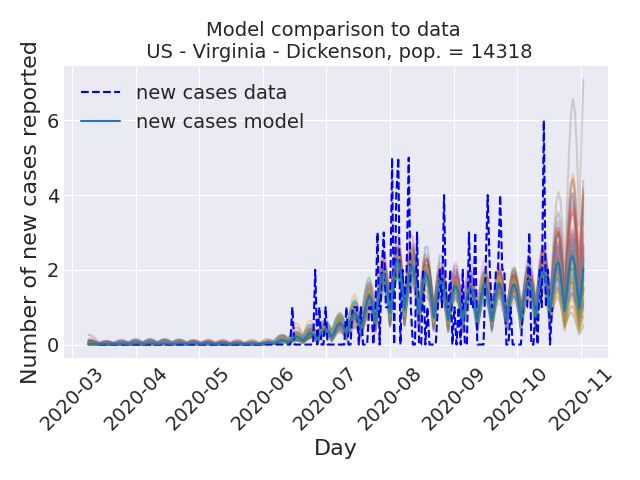 Model comparison to data
US - Virginia - Dickenson, pop. = 14318
Number of new cases reported
new cases data
new cases model
6
4
2
0
2020-03
2020-04
2020-05
2020-06
2020-07
2020-08
2020-09
2020-10
2020-11
Day